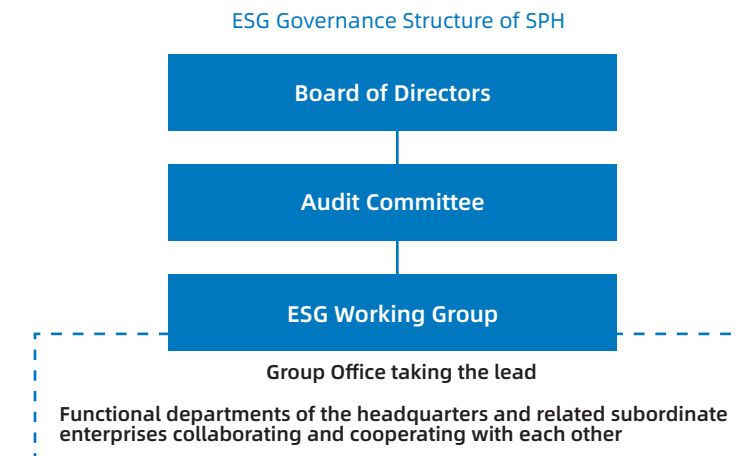 ESG Governance Structure of SPH
Board of Directors
Audit Committee
ESG Working Group
Group Office taking the lead
Functional departments of the headquarters and related subordinate
enterprises collaborating and cooperating with each other